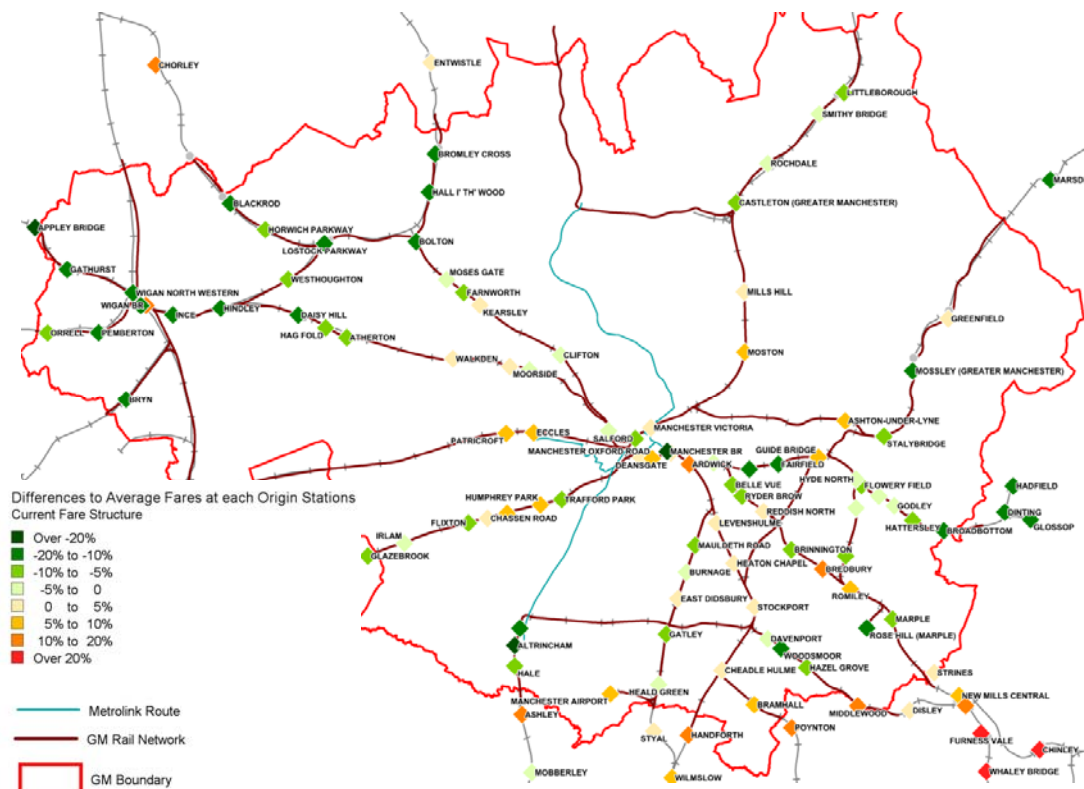 CHORLEY
ENTWISTLE
LITTLEBOROUGH
SMITHY BRIDGE
BROMLEY CROSS
ROCHDALE
MARSD
HALL I' TH' WOOD
BLACKROD
CASTLETON (GREATER MANCHESTER)
APPLEY BRIDGE
HORWICH PARKWAY
LOSTOCK PARKWAY
BOLTON
GATHURST
WESTHOUGHTON
MOSES GATE
WIGAN NORTH WESTERN
FARNWORTH
MILLS HILL
WIGAN BR
KEARSLEY
INCE
HINDLEY
DAISY HILL
GREENFIELD
ORRELL
PEMBERTON
HAG FOLD
ATHERTON
WALKDEN
CLIFTON
MOSTON
MOORSIDE
MOSSLEY (GREATER MANCHESTER)
BRYN
ASHTON-UNDER-LYNE
MANCHESTER VICTORIA
PATRICROFT
ECCLES
SALFORD
STALYBRIDGE
MANCHESTER OXFORD ROAD
MANCHESTER BR
GUIDE BRIDGE
DEANSGATE
ARDWICK
FAIRFIELD
HYDE NORTH
BELLE VUE
FLOWERY FIELD
HADFIELD
RYDER BROW
HUMPHREY PARK
TRAFFORD PARK
GODLEY
REDDISH NORTH
DINTING
CHASSEN ROAD
FLIXTON
LEVENSHULME
HATTERSLEY
GLOSSOP
BROADBOTTOM
IRLAM
MAULDETH ROAD
BRINNINGTON
GLAZEBROOK
HEATON CHAPEL
BREDBURY
BURNAGE
ROMILEY
EAST DIDSBURY
STOCKPORT
MARPLE
GATLEY
DAVENPORT
ROSE HILL (MARPLE)
ALTRINCHAM
WOODSMOOR
HALE
CHEADLE HULME
HAZEL GROVE
STRINES
HEALD GREEN
MANCHESTER AIRPORT
NEW MILLS CENTRAL
BRAMHALL
ASHLEY
MIDDLEWOOD
DISLEY
POYNTON
STYAL
HANDFORTH
FURNESS VALE
CHINLEY
MOBBERLEY
WILMSLOW
WHALEY BRIDGE
Differences to Average Fares at each Origin Stations
Current Fare Structure
Over -20%
-20% to -10%
-10% to -5%
-5% to 0
0 to 5%
5% to 10%
10% to 20%
Over 20%
Metrolink Route
GM Rail Network
GM Boundary